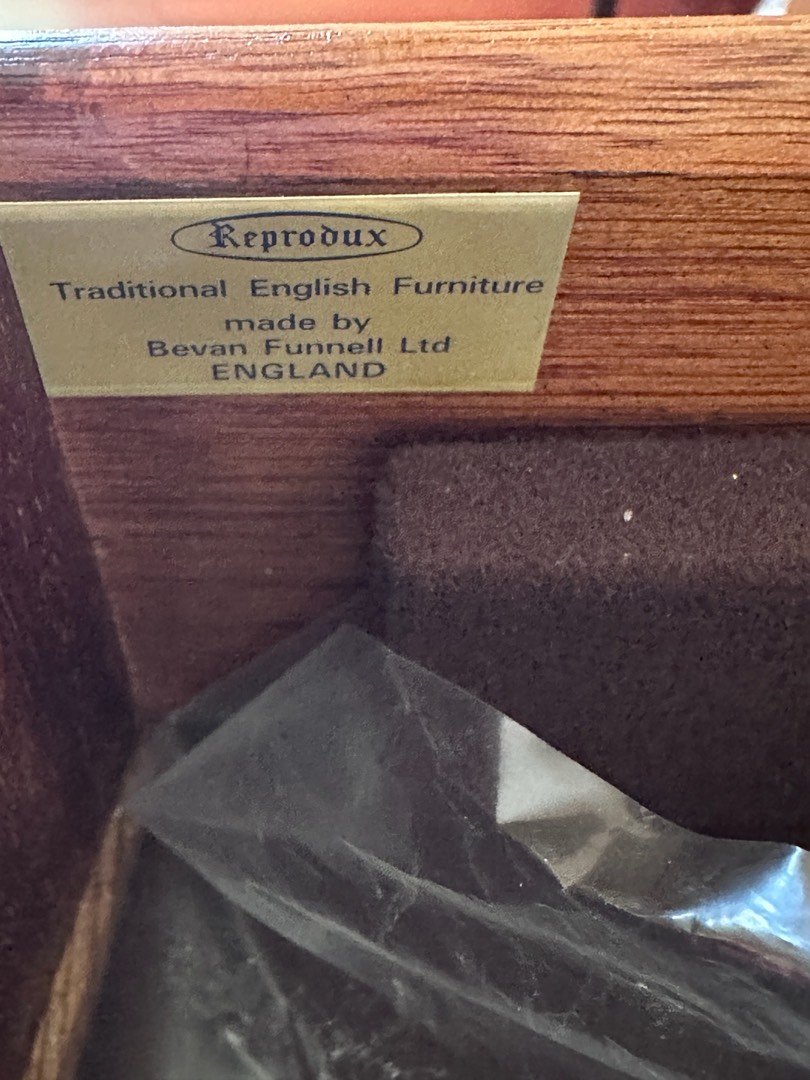 Reprodux
Traditional English Furniture
made by
Bevan Funnell Ltd
ENGLAND